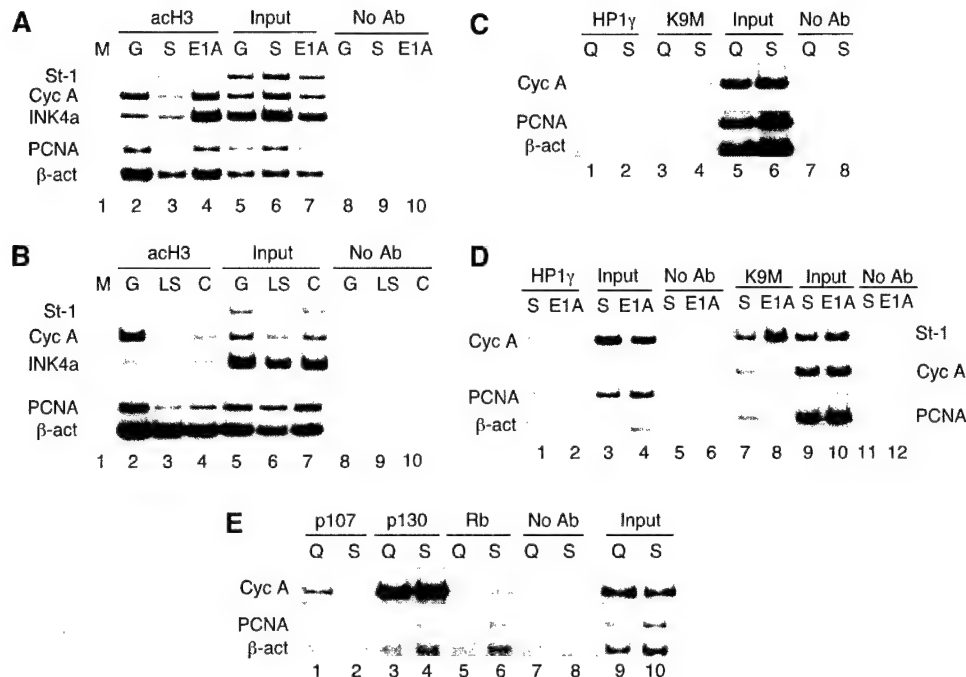 A
acH3 Input No Ab
M G S E1A G S E1A G S E1A
St-1
Cyc A
INK4a
PCNA
β-act
1 2 3 4 5 6 7 8 9 10
B
acH3 Input No Ab
M G LS C G LS C G LS C
St-1
Cyc A
INK4a
PCNA
β-act
1 2 3 4 5 6 7 8 9 10
C
HP1γ K9M Input No Ab
Q S Q S Q S Q S
Cyc A
PCNA
β-act
1 2 3 4 5 6 7 8
D
HP1γ Input No Ab K9M Input No Ab
S E1A S E1A S E1A S E1A S E1A S E1A
Cyc A St-1
Cyc A
PCNA PCNA
β-act
1 2 3 4 5 6 7 8 9 10 11 12
E
p107 p130 Rb No Ab Input
Q S Q S Q S Q S Q S
Cyc A
PCNA
β-act
1 2 3 4 5 6 7 8 9 10